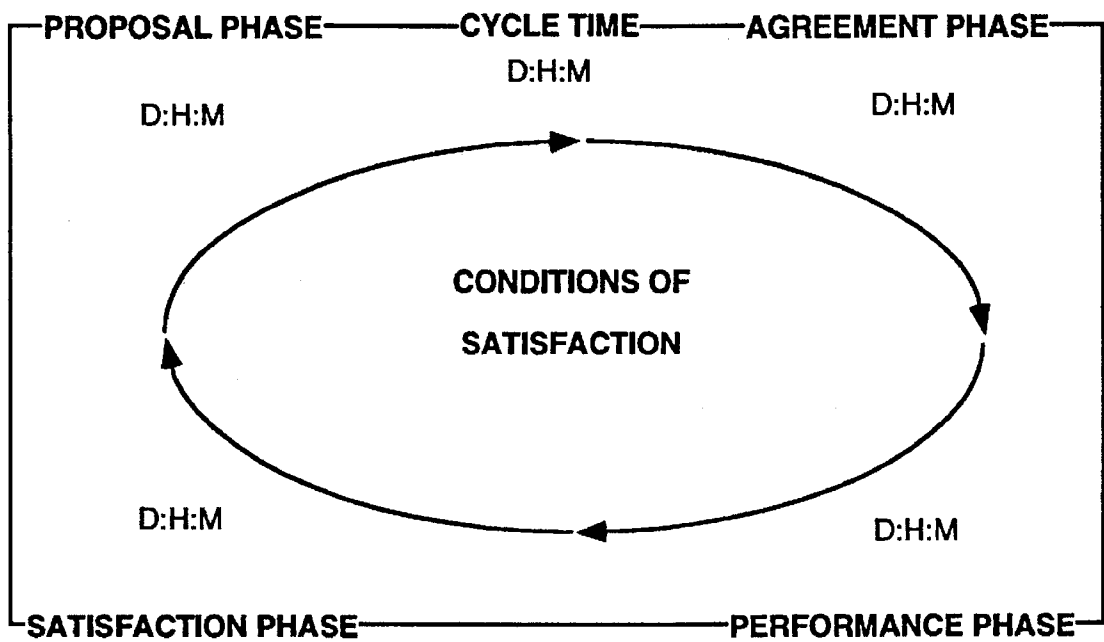 PROPOSAL PHASE CYCLE TIME AGREEMENT PHASE
D:H:M
D:H:M D:H:M
CONDITIONS OF
SATISFACTION
D:H:M D:H:M
SATISFACTION PHASE PERFORMANCE PHASE